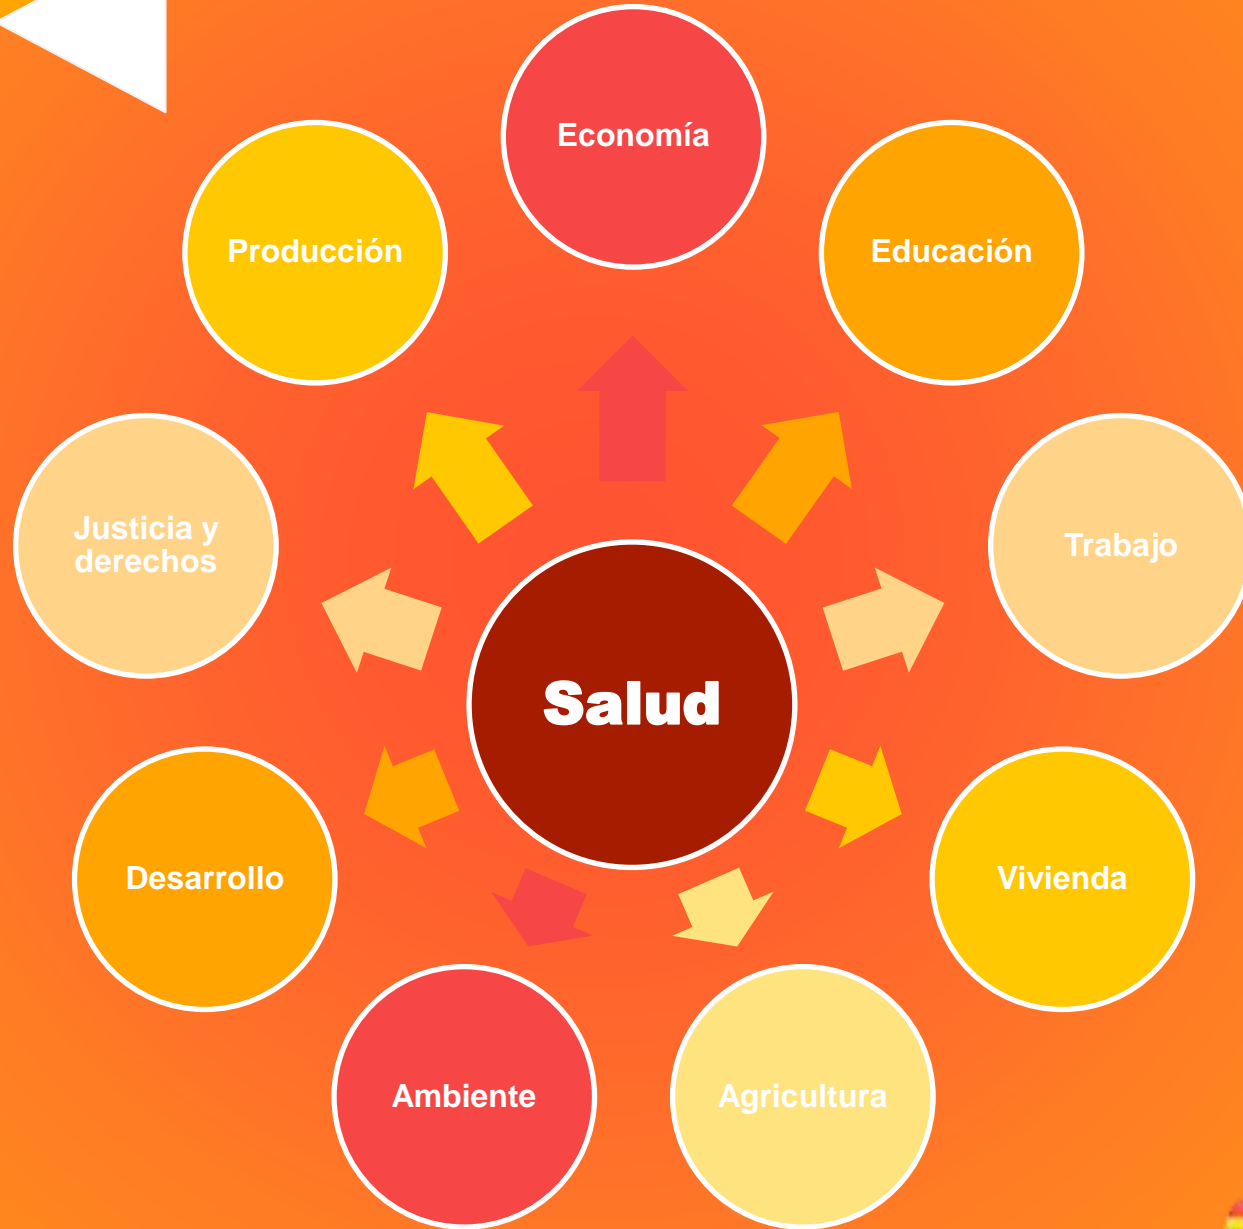 Economía
Producción
Educación
Justicia y
derechos
Trabajo
Salud
Desarrollo
Vivienda
Ambiente
Agricultura